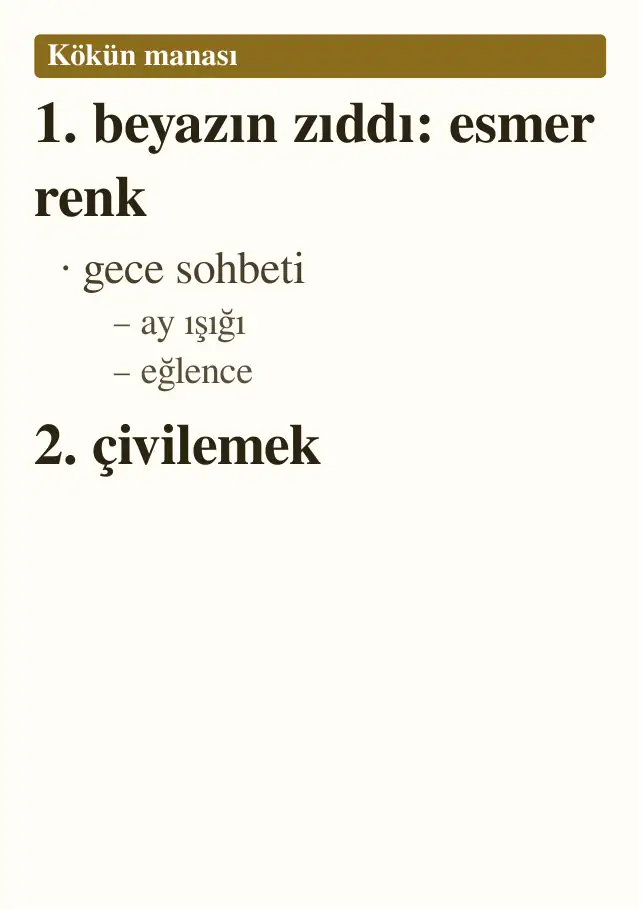 Kökün manası
1. beyazın zıddı: esmer
renk
· gece sohbeti
– ay ışığı
– eğlence
2. çivilemek